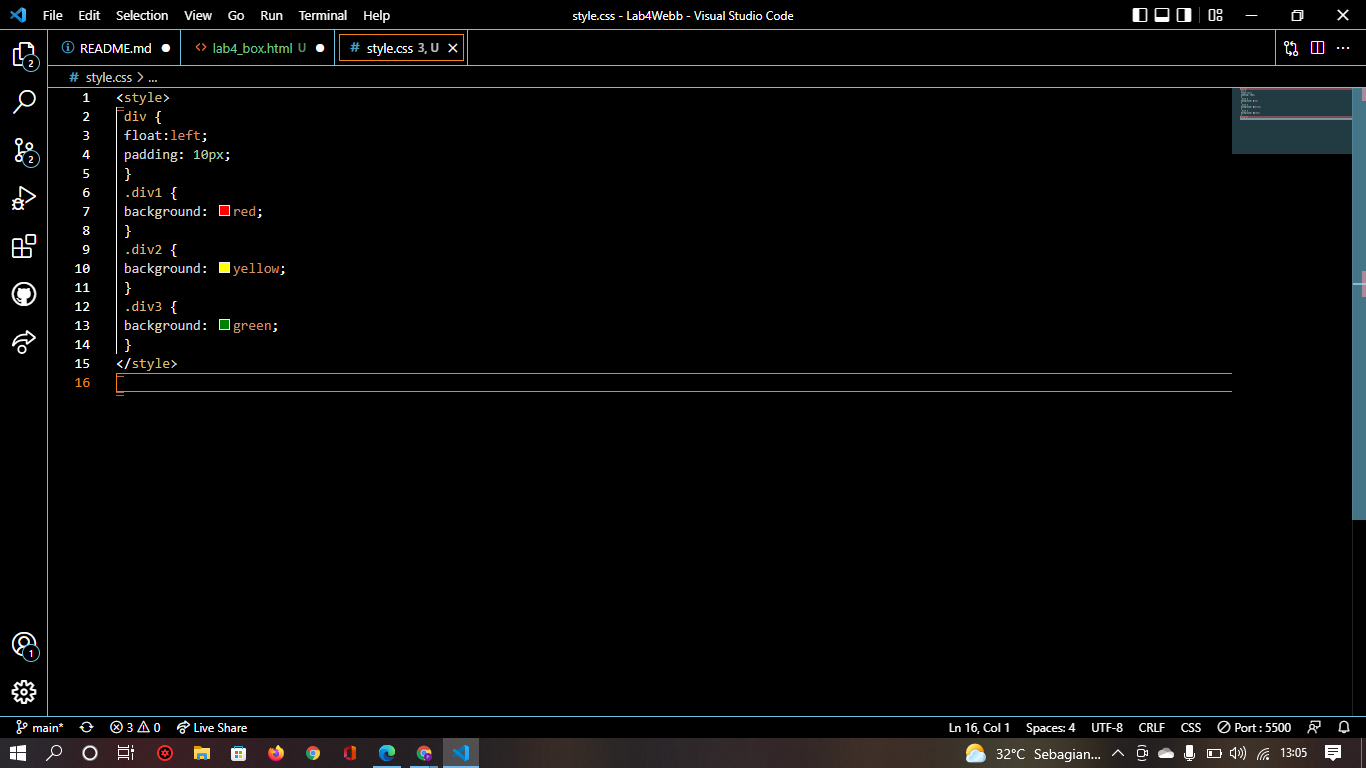 File Edit Selection View Go Run Terminal Help
style.css - Lab4Webb - Visual Studio Code
README.md
lab4_box.html U
# style.css 3, U
# style.css > ...
1 <style>
2 div {
3 float:left;
4 padding: 10px;
5 }
6 .div1 {
7 background: red;
8 }
9 .div2 {
10 background: yellow;
11 }
12 .div3 {
13 background: green;
14 }
15 </style>
16
2
2
1
main* 3 0 Live Share
Ln 16, Col 1 Spaces: 4 UTF-8 CRLF CSS Port : 5500
32°C Sebagian... 13:05